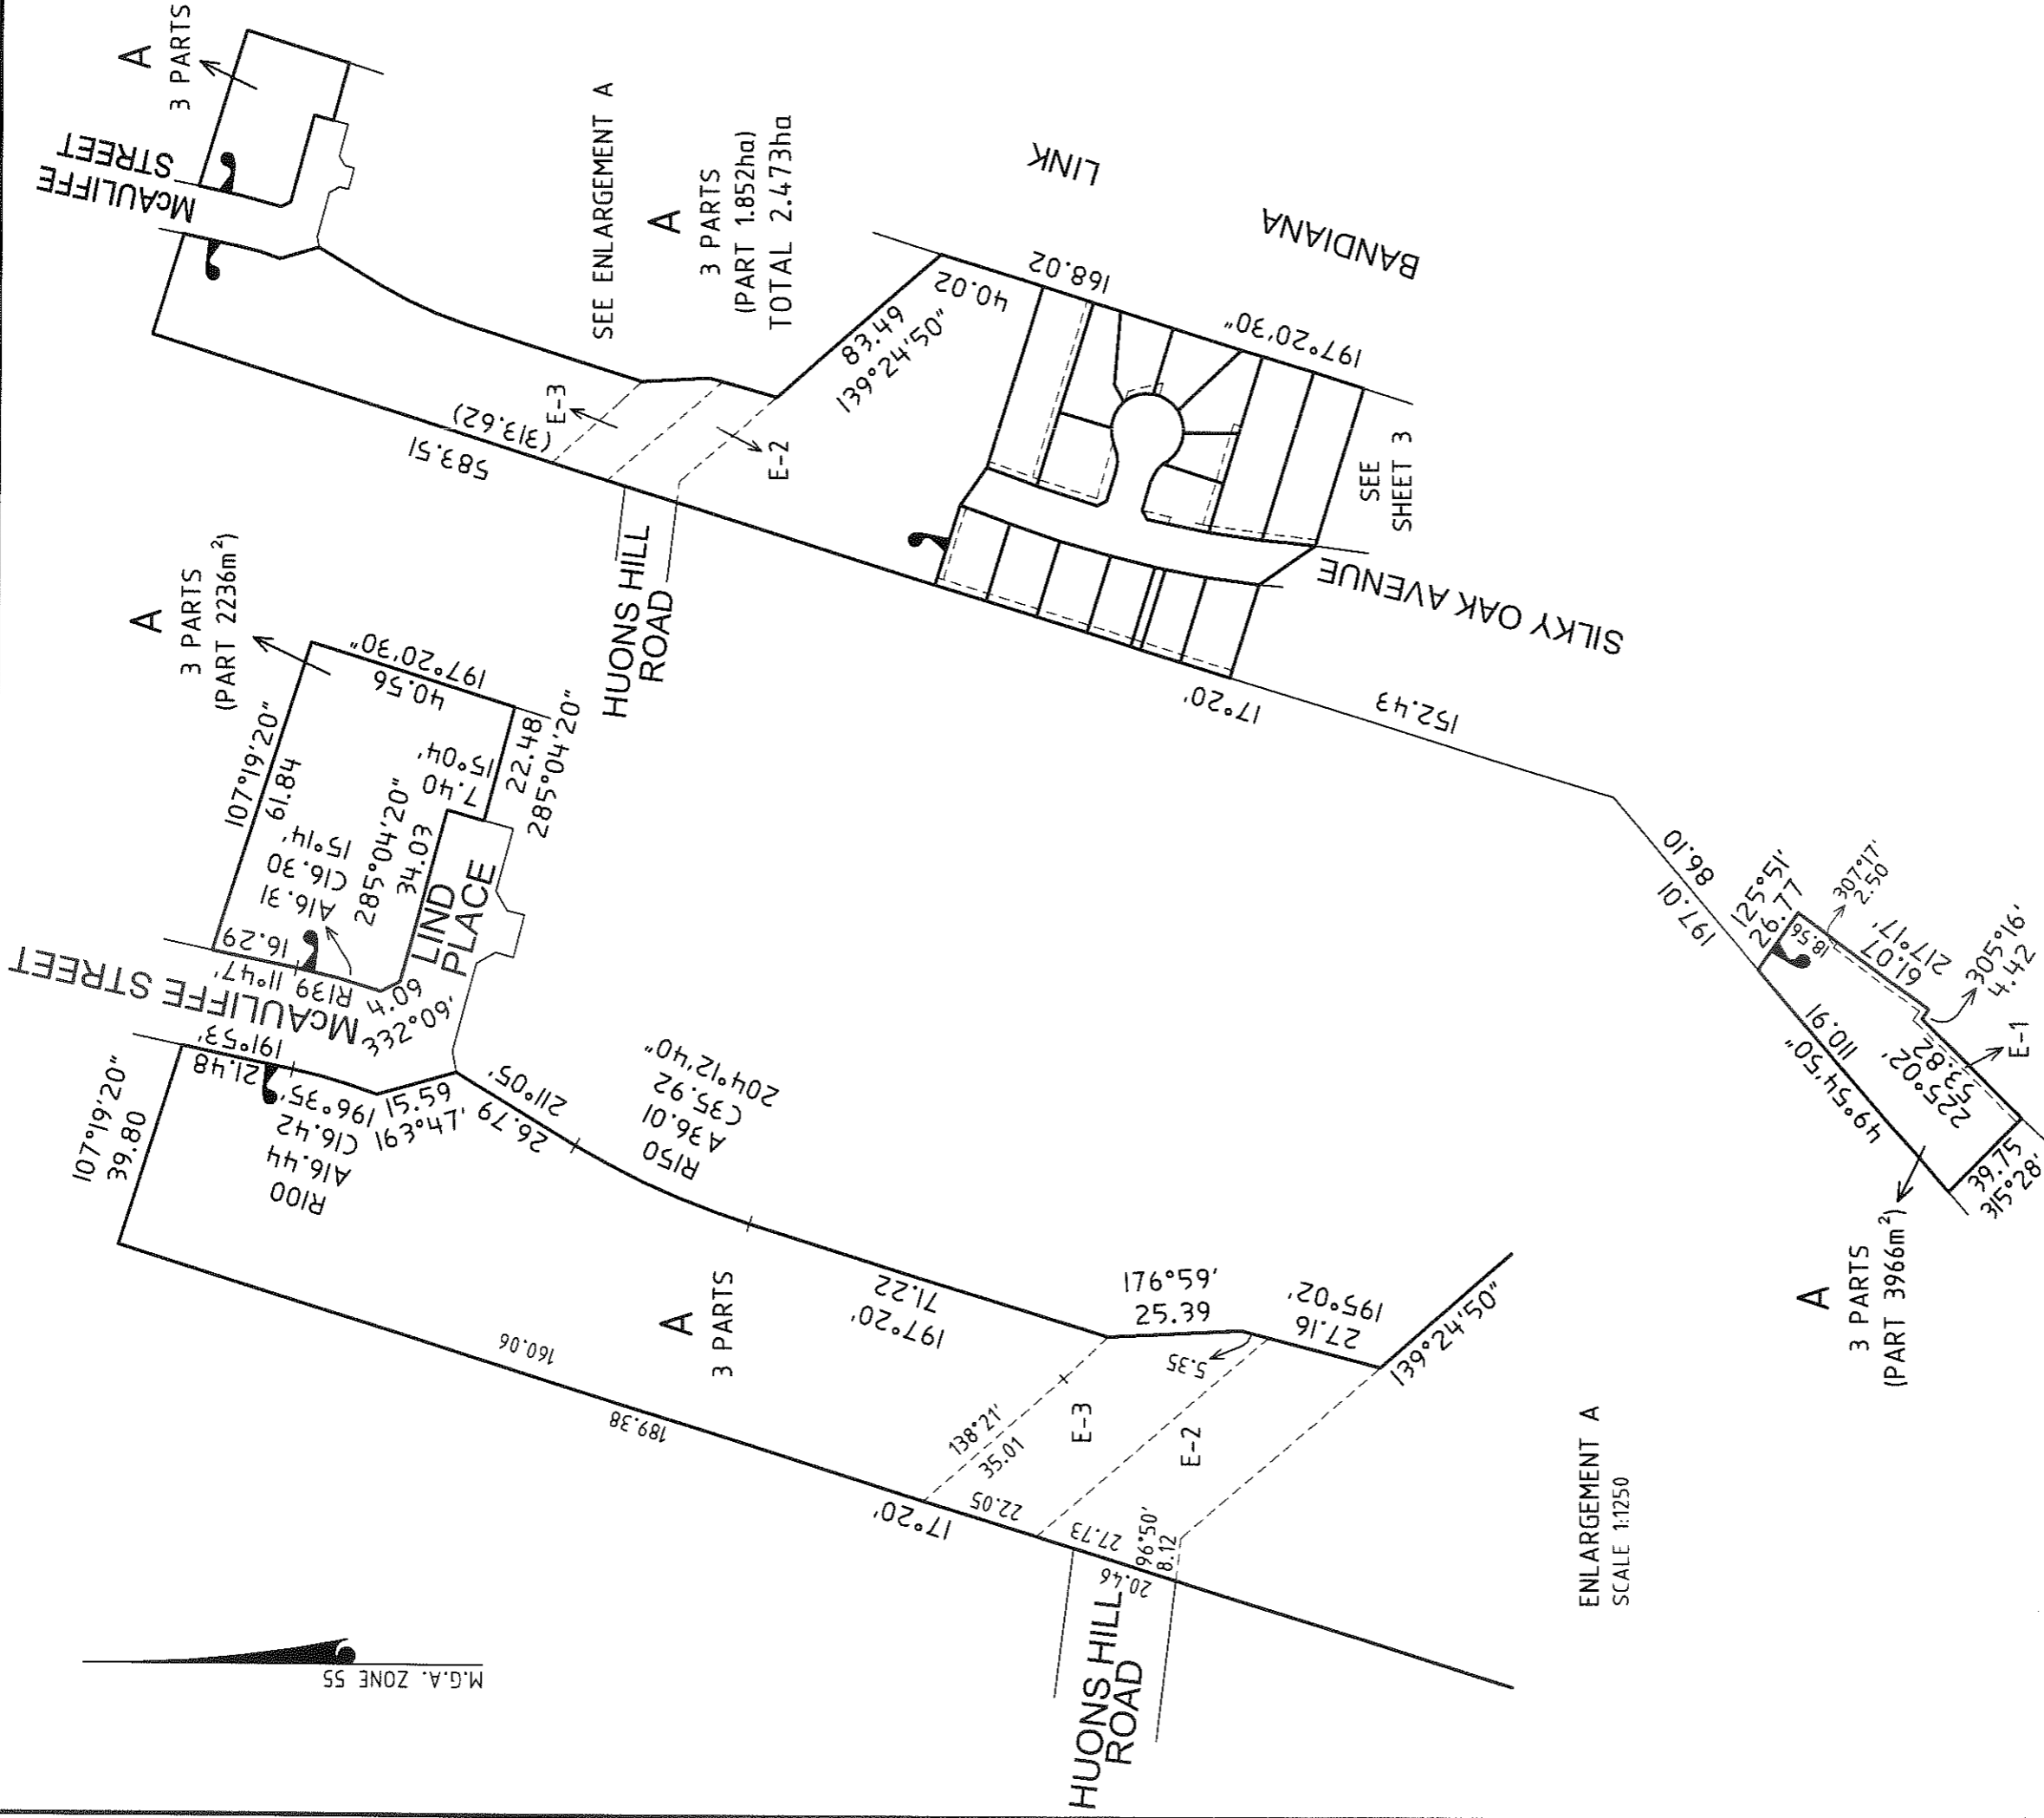 A
3 PARTS
McAULIFFE
STREET
SEE ENLARGEMENT A
A
3 PARTS
(PART 1.852ha)
TOTAL 2.473ha
BANDIANA
LINK
583.51
(313.62)
E-3
E-2
HUONS HILL
ROAD
83.49
139°24'50"
40.02
168.02
197°20'30"
SEE
SHEET 3
SILKY OAK AVENUE
17°20'
152.43
197.01
86.10
125°51'
26.77
18.56
307°17'
2.50
61.07
217°17'
305°16'
4.42
E-1
110.91
49°54'50"
225°02'
53.82
39.75
315°28'
A
3 PARTS
(PART 3966m²)
A
3 PARTS
(PART 2236m²)
107°19'20"
61.84
197°20'30"
40.56
15°04'
7.40
22.48
285°04'20"
285°04'20"
34.03
A16.31
C16.30
15°14'
LIND
PLACE
16.29
11°47'
R139
4.09
332°09'
McAULIFFE STREET
191°53'
21.48
107°19'20"
39.80
R100
A16.44
C16.42
196°35'
15.59
163°47'
26.79
211°05'
R150
A36.01
C35.92
204°12'40"
A
3 PARTS
160.06
189.38
71.22
197°20'
176°59'
25.39
195°02'
27.16
5.35
139°24'50"
138°21'
35.01
E-3
E-2
17°20'
22.05
27.73
96°50'
8.12
20.46
HUONS HILL
ROAD
ENLARGEMENT A
SCALE 1:1250
M.G.A. ZONE 55